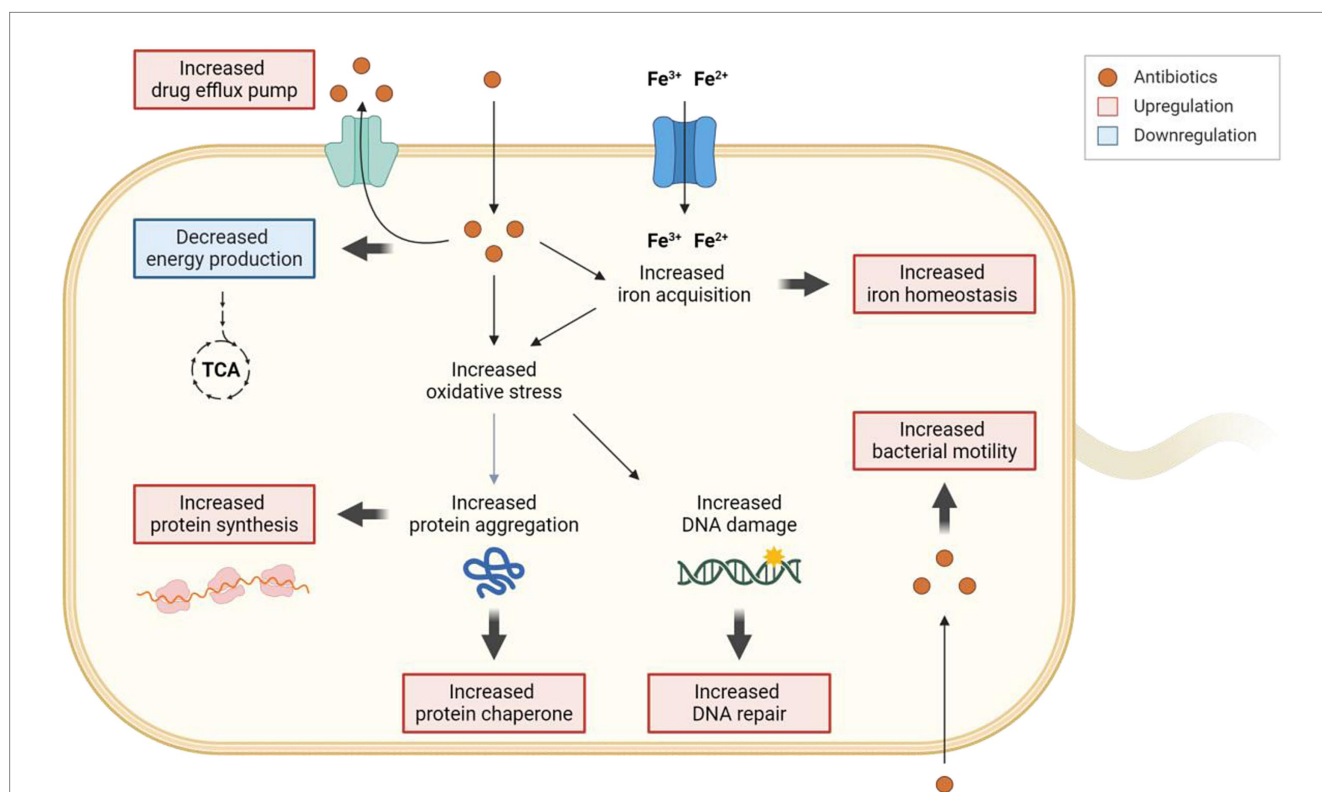 Increased
drug efflux pump
Fe³⁺ Fe²⁺
Antibiotics
Upregulation
Downregulation
Decreased
energy production
TCA
Fe³⁺ Fe²⁺
Increased
iron acquisition
Increased
iron homeostasis
Increased
oxidative stress
Increased
bacterial motility
Increased
protein synthesis
Increased
protein aggregation
Increased
DNA damage
Increased
protein chaperone
Increased
DNA repair